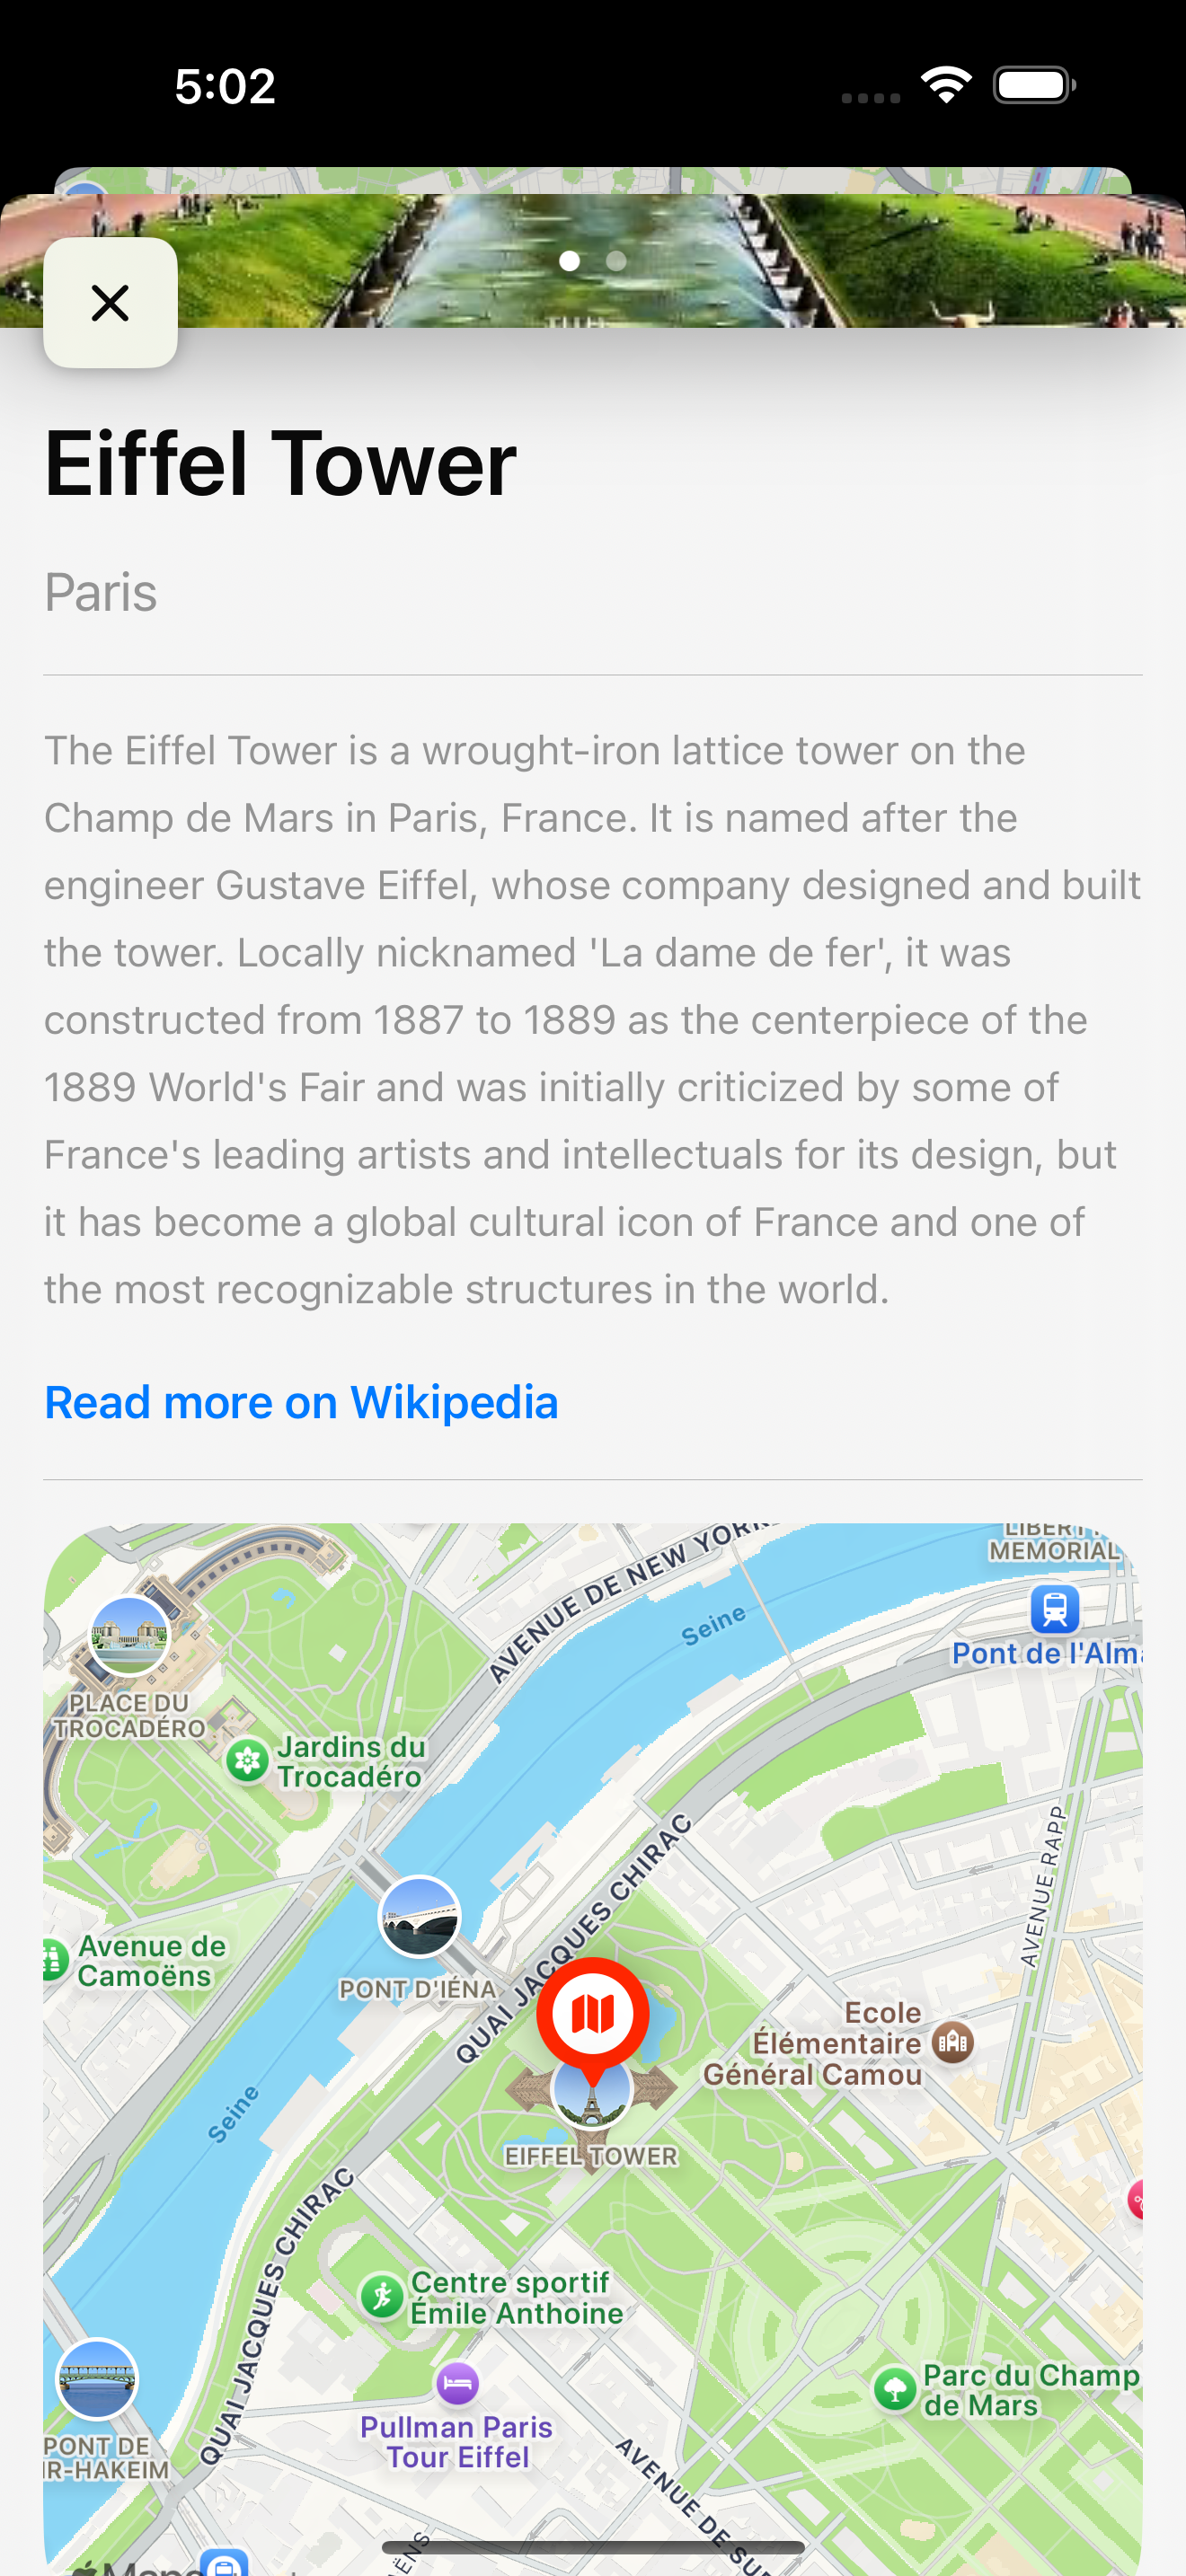 5:02
Eiffel Tower
Paris
The Eiffel Tower is a wrought-iron lattice tower on the
Champ de Mars in Paris, France. It is named after the
engineer Gustave Eiffel, whose company designed and built
the tower. Locally nicknamed 'La dame de fer', it was
constructed from 1887 to 1889 as the centerpiece of the
1889 World's Fair and was initially criticized by some of
France's leading artists and intellectuals for its design, but
it has become a global cultural icon of France and one of
the most recognizable structures in the world.
Read more on Wikipedia
AVENUE DE NEW YORK
MEMORIAL
Seine
Pont de l'Alma
PLACE DU
TROCADÉRO
Jardins du
Trocadéro
AVENUE RAPP
QUAI JACQUES CHIRAC
Avenue de
Camoëns
PONT D'IÉNA
Ecole
Élémentaire
Général Camou
Seine
EIFFEL TOWER
QUAI JACQUES CHIRAC
Centre sportif
Émile Anthoine
Parc du Champ
de Mars
Pullman Paris
Tour Eiffel
PONT DE
IR-HAKEIM
AVENUE DE SUF
Maps